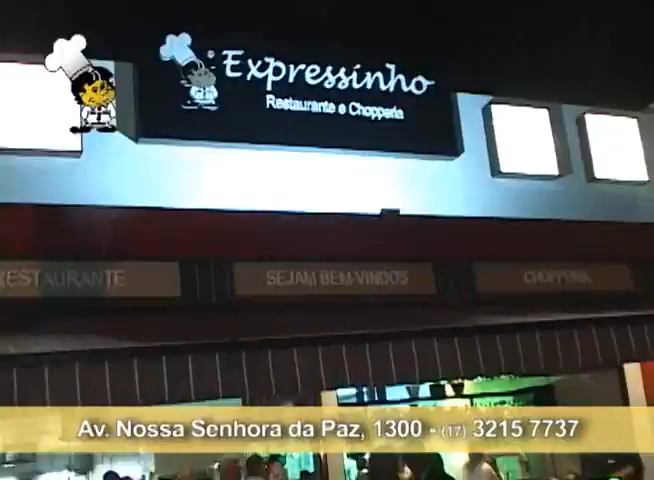 Expressinho
Restaurante e Chopperia
RESTAURANTE
SEJAM BEM-VINDOS
CHOPPERIA
Av. Nossa Senhora da Paz, 1300 • (17) 3215 7737